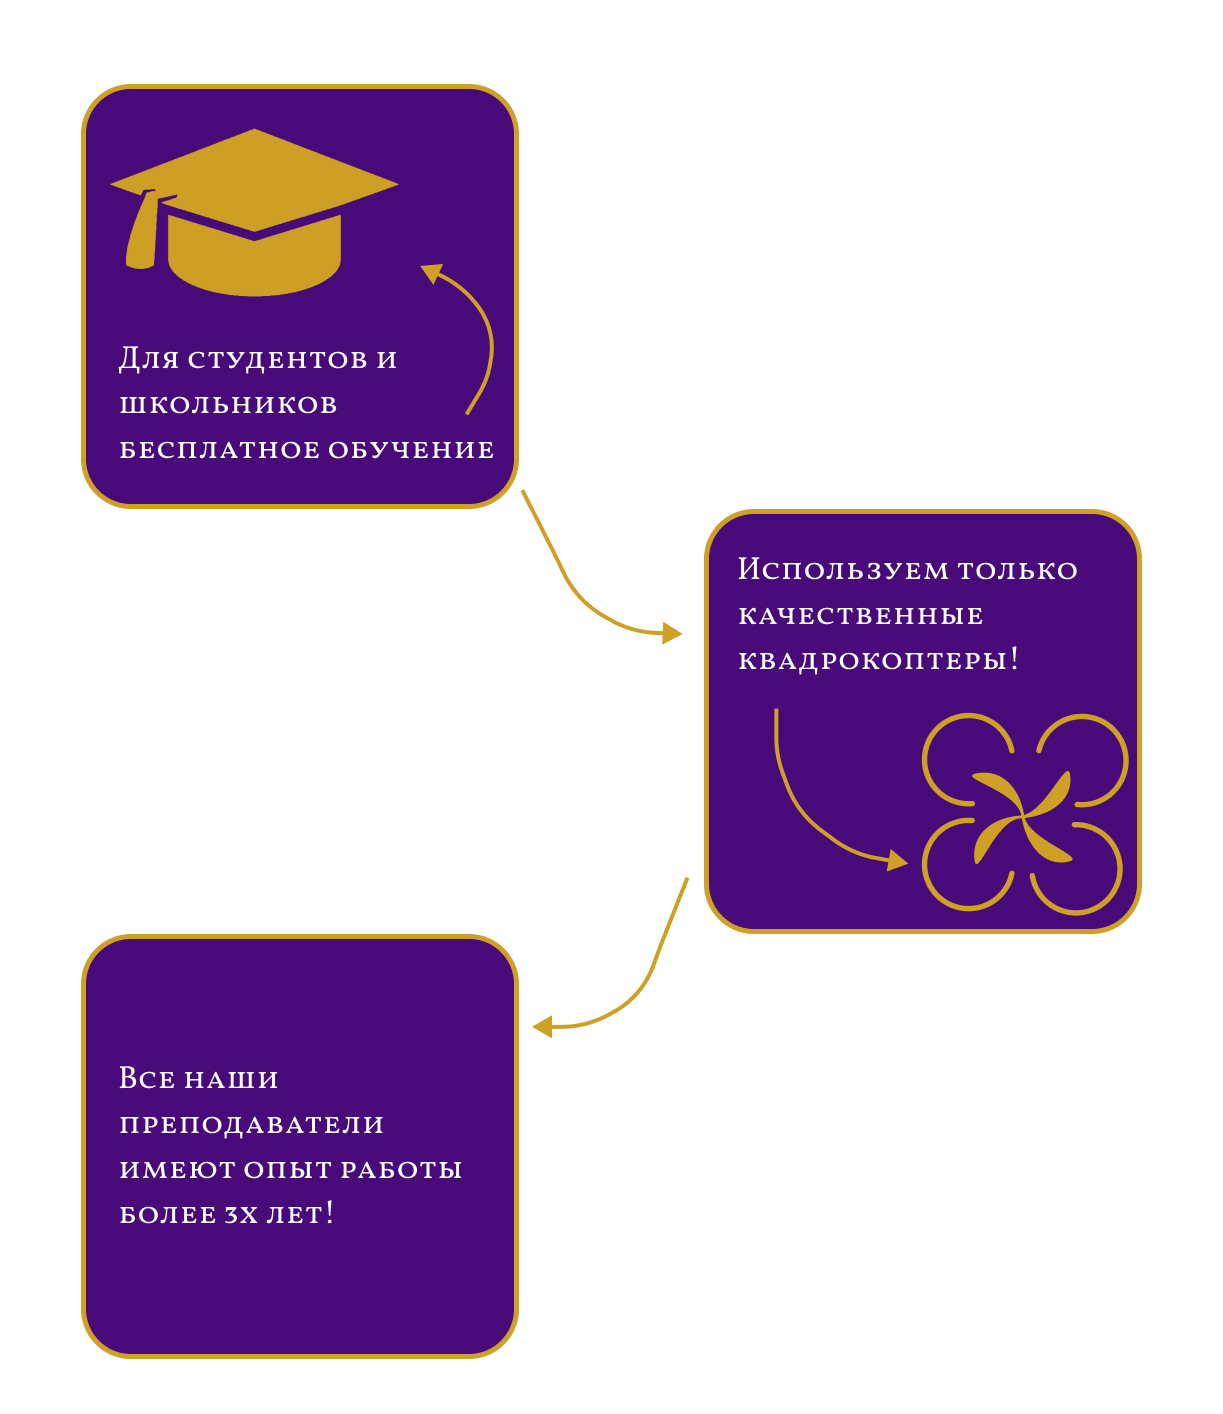 Для студентов и
школьников
бесплатное обучение
Используем только
качественные
квадрокоптеры!
Все наши
преподаватели
имеют опыт работы
более 3х лет!